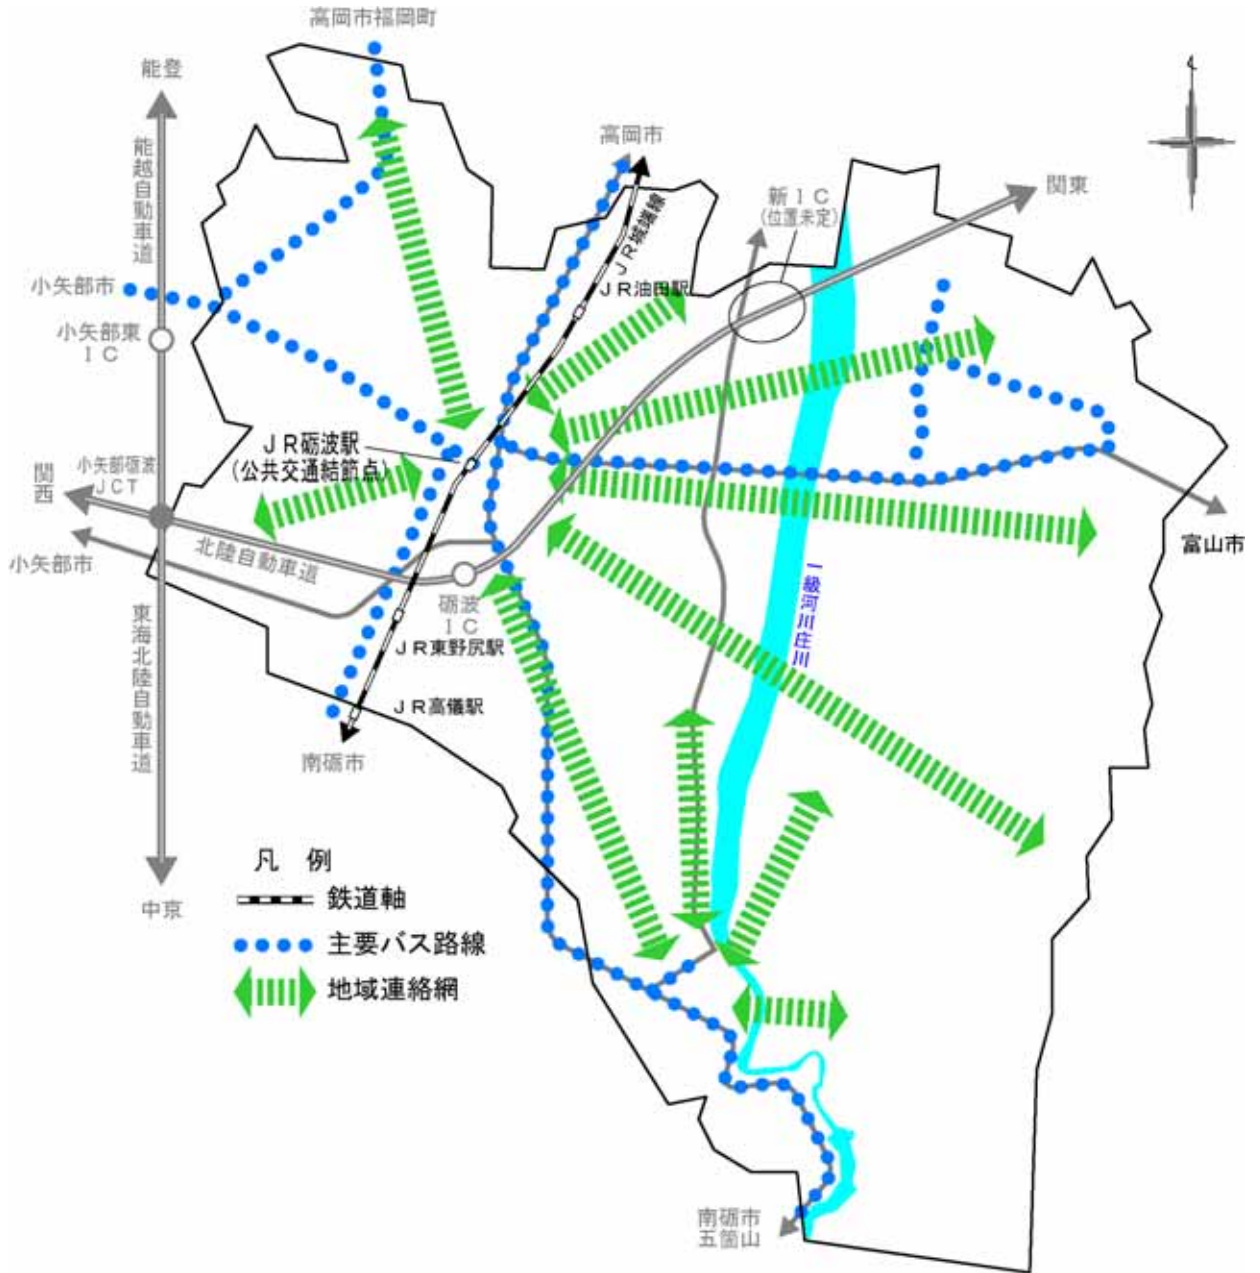 高岡市福岡町
能登
高岡市
能越自動車道
新ＩＣ
(位置未定)
関東
ＪＲ城端線
小矢部市
ＪＲ油田駅
小矢部東
ＩＣ
ＪＲ砺波駅
(公共交通結節点)
関西
小矢部砺波
ＪＣＴ
小矢部市
北陸自動車道
富山市
砺波
ＩＣ
一級河川庄川
東海北陸自動車道
ＪＲ東野尻駅
ＪＲ高儀駅
南砺市
凡 例
鉄道軸
中京
主要バス路線
地域連絡網
南砺市
五箇山